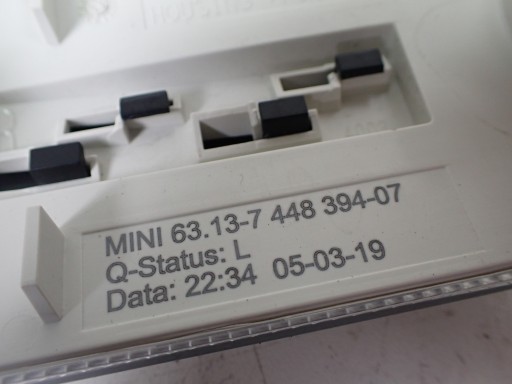 MINI 63.13-7 448 394-07
Q-Status: L
Data: 22:34 05-03-19